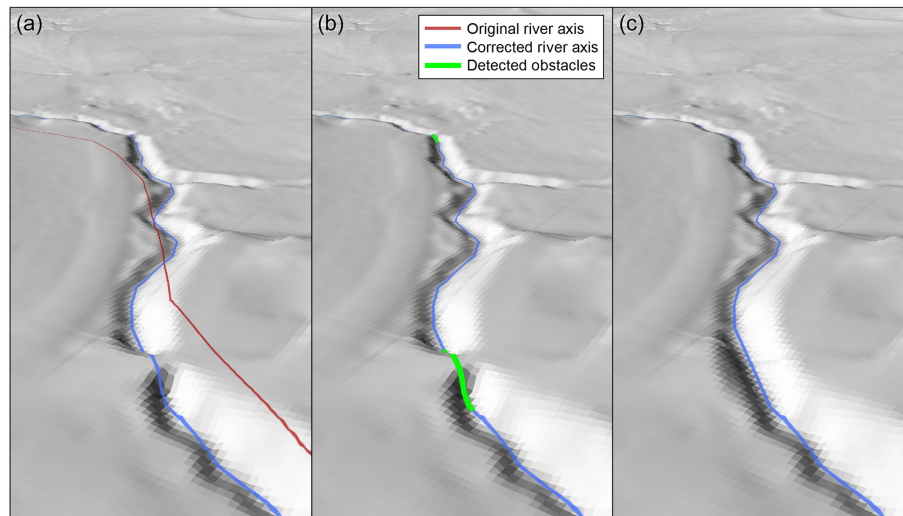 (a)
(b)
(c)
Original river axis
Corrected river axis
Detected obstacles